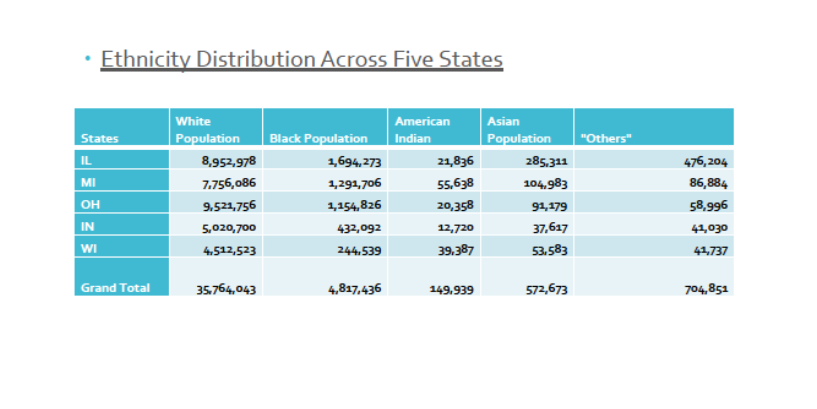 • Ethnicity Distribution Across Five States
States White Population Black Population American Indian Asian Population "Others"
IL 8,952,978 1,694,273 21,836 285,311 476,204
MI 7,756,086 1,291,706 55,638 104,983 86,884
OH 9,521,756 1,154,826 20,358 91,179 58,996
IN 5,020,700 432,092 12,720 37,617 41,030
WI 4,512,523 244,539 39,387 53,583 41,737
Grand Total 35,764,043 4,817,436 149,939 572,673 704,851